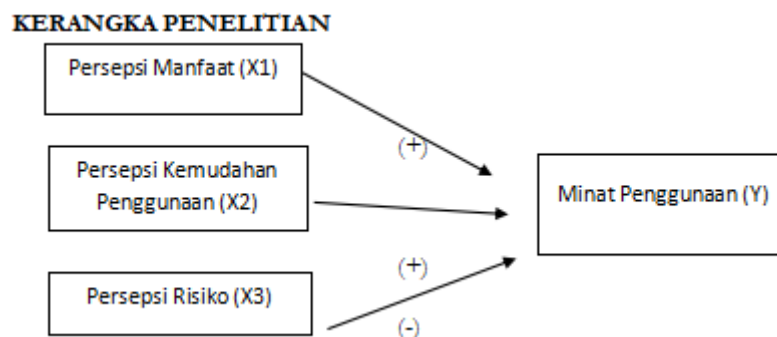 KERANGKA PENELITIAN
Persepsi Manfaat (X1)
(+)
Persepsi Kemudahan
Penggunaan (X2)
Minat Penggunaan (Y)
(+)
Persepsi Risiko (X3)
(-)